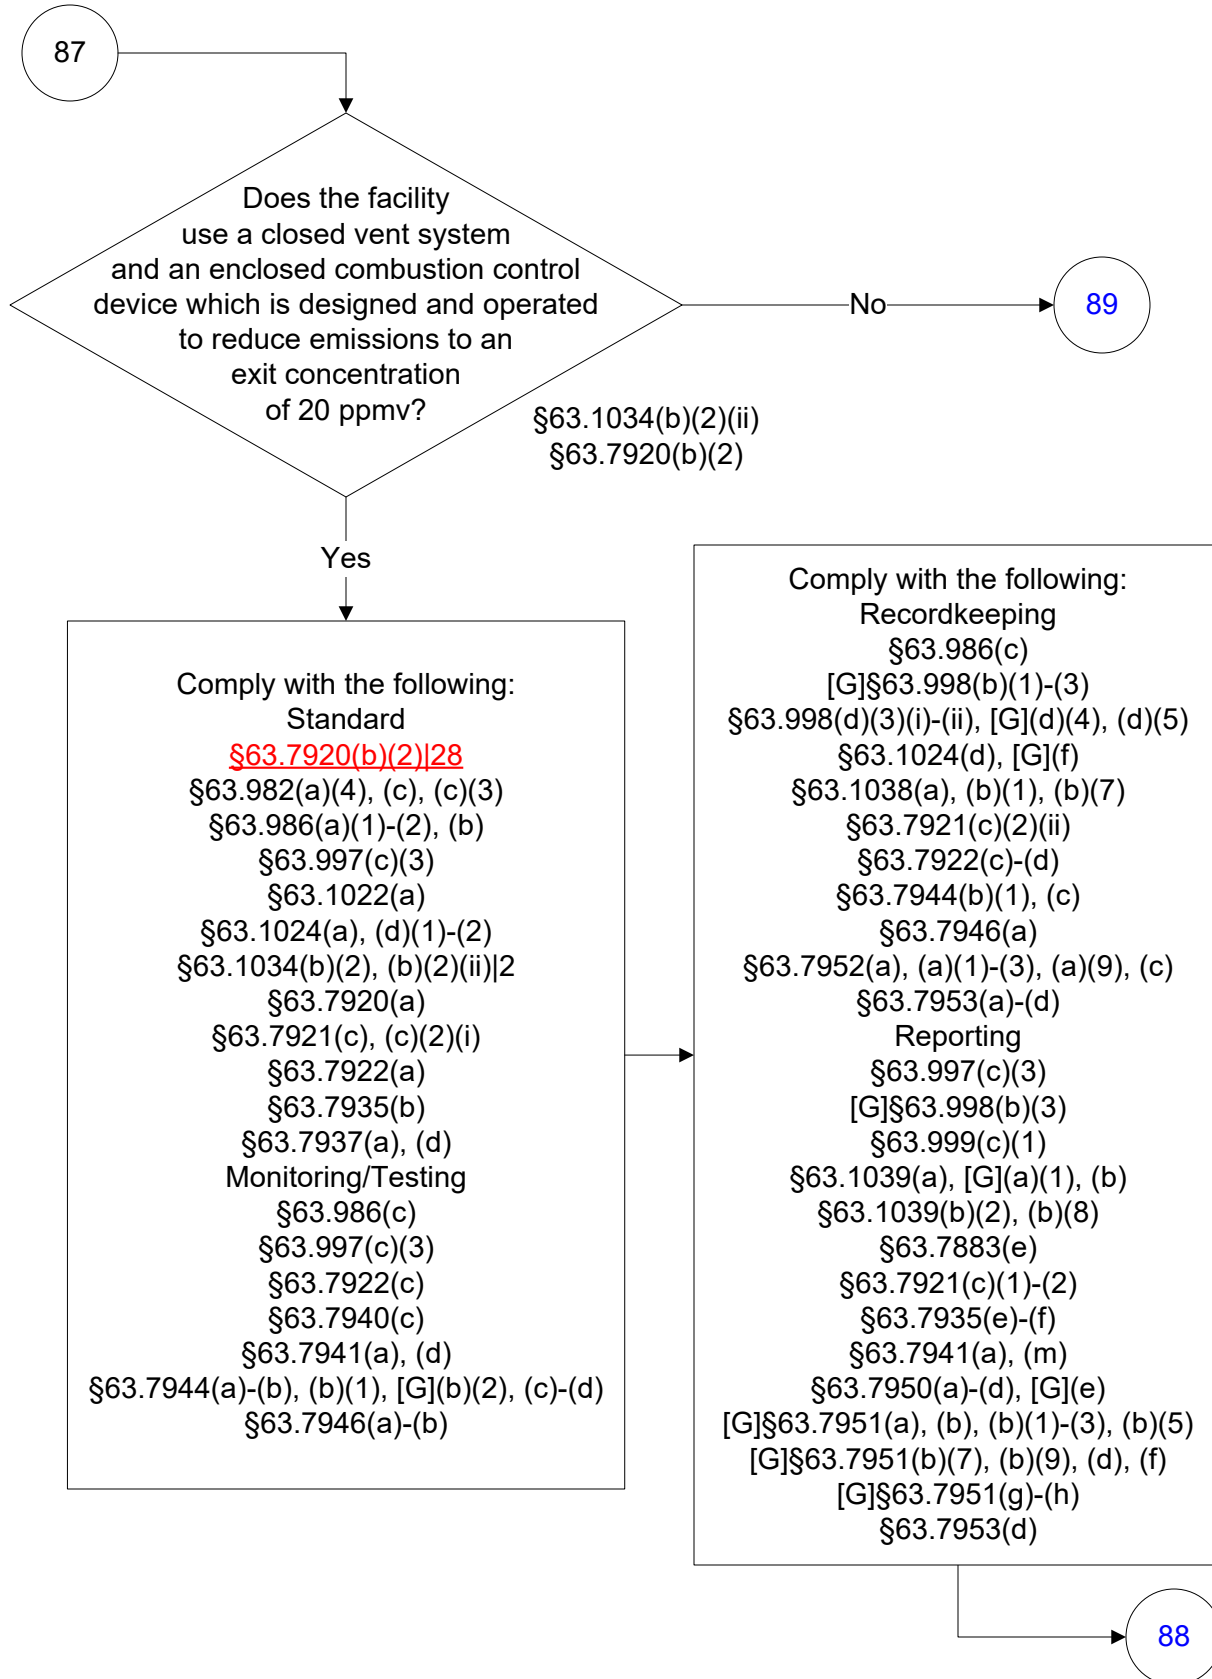 87
Does the facility
use a closed vent system
and an enclosed combustion control
device which is designed and operated
to reduce emissions to an
exit concentration
of 20 ppmv?
No
89
§63.1034(b)(2)(ii)
§63.7920(b)(2)
Yes
Comply with the following:
Standard
§63.7920(b)(2)|28
§63.982(a)(4), (c), (c)(3)
§63.986(a)(1)-(2), (b)
§63.997(c)(3)
§63.1022(a)
§63.1024(a), (d)(1)-(2)
§63.1034(b)(2), (b)(2)(ii)|2
§63.7920(a)
§63.7921(c), (c)(2)(i)
§63.7922(a)
§63.7935(b)
§63.7937(a), (d)
Monitoring/Testing
§63.986(c)
§63.997(c)(3)
§63.7922(c)
§63.7940(c)
§63.7941(a), (d)
§63.7944(a)-(b), (b)(1), [G](b)(2), (c)-(d)
§63.7946(a)-(b)
Comply with the following:
Recordkeeping
§63.986(c)
[G]§63.998(b)(1)-(3)
§63.998(d)(3)(i)-(ii), [G](d)(4), (d)(5)
§63.1024(d), [G](f)
§63.1038(a), (b)(1), (b)(7)
§63.7921(c)(2)(ii)
§63.7922(c)-(d)
§63.7944(b)(1), (c)
§63.7946(a)
§63.7952(a), (a)(1)-(3), (a)(9), (c)
§63.7953(a)-(d)
Reporting
§63.997(c)(3)
[G]§63.998(b)(3)
§63.999(c)(1)
§63.1039(a), [G](a)(1), (b)
§63.1039(b)(2), (b)(8)
§63.7883(e)
§63.7921(c)(1)-(2)
§63.7935(e)-(f)
§63.7941(a), (m)
§63.7950(a)-(d), [G](e)
[G]§63.7951(a), (b), (b)(1)-(3), (b)(5)
[G]§63.7951(b)(7), (b)(9), (d), (f)
[G]§63.7951(g)-(h)
§63.7953(d)
88